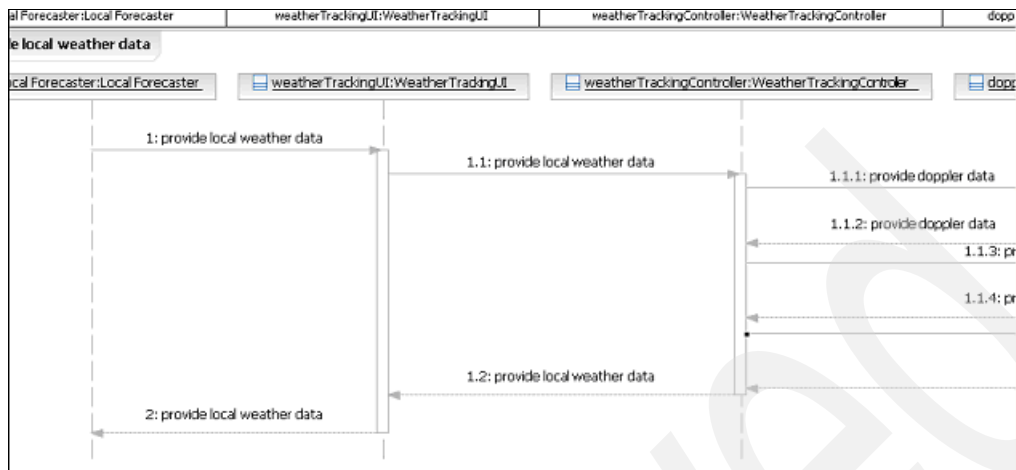 al Forecaster:Local Forecaster weatherTrackingUI:WeatherTrackingUI weatherTrackingController:WeatherTrackingController dopp
le local weather data
ocal Forecaster:Local Forecaster weatherTrackingUI:WeatherTrackingUI weatherTrackingController:WeatherTrackingController dopp
1: provide local weather data
1.1: provide local weather data
1.1.1: provide doppler data
1.1.2: provide doppler data
1.1.3: pr
1.1.4: pr
1.2: provide local weather data
2: provide local weather data